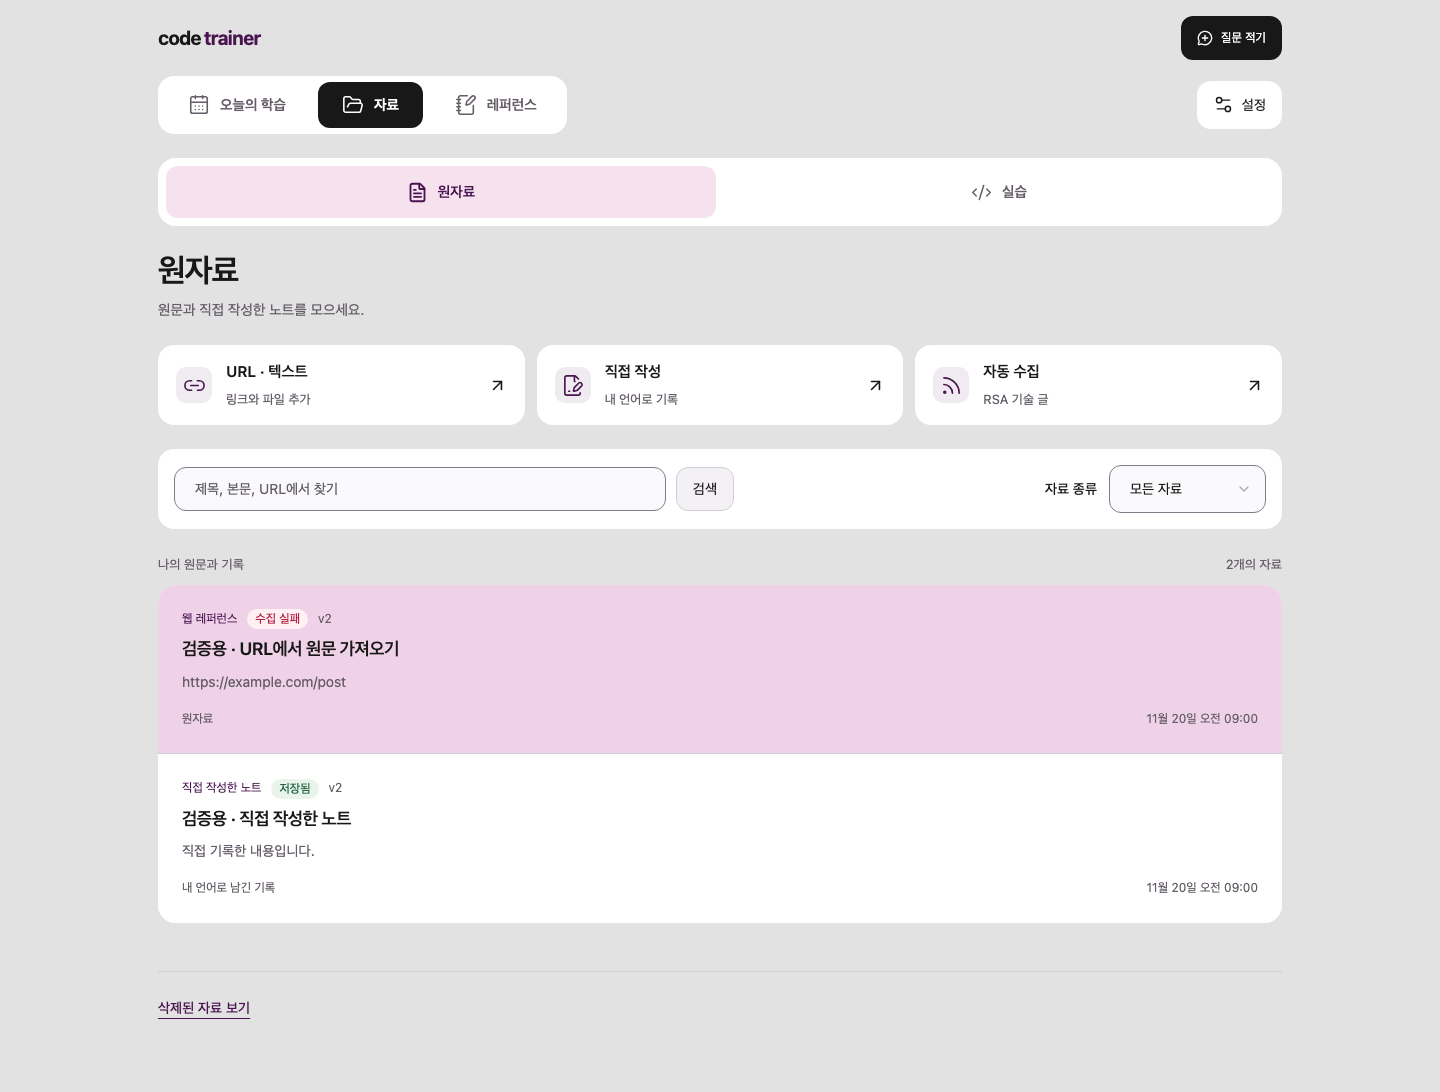 code trainer
질문 적기
오늘의 학습
자료
레퍼런스
설정
원자료
실습
원자료
원문과 직접 작성한 노트를 모으세요.
URL · 텍스트
링크와 파일 추가
직접 작성
내 언어로 기록
자동 수집
RSA 기술 글
제목, 본문, URL에서 찾기
검색
자료 종류
모든 자료
나의 원문과 기록
2개의 자료
웹 레퍼런스 수집 실패 v2
검증용 · URL에서 원문 가져오기
https://example.com/post
원자료
11월 20일 오전 09:00
직접 작성한 노트 저장됨 v2
검증용 · 직접 작성한 노트
직접 기록한 내용입니다.
내 언어로 남긴 기록
11월 20일 오전 09:00
삭제된 자료 보기